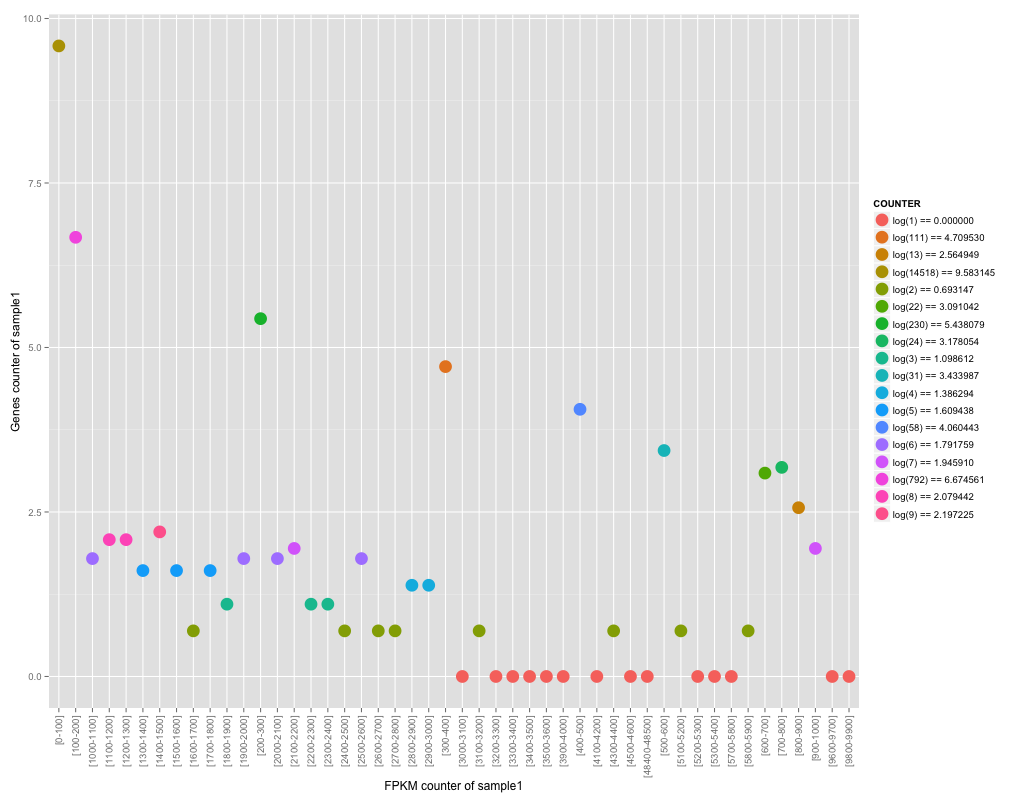 10.0
7.5
5.0
2.5
0.0
Genes counter of sample1
[0-100]
[100-200]
[1000-1100]
[1100-1200]
[1200-1300]
[1300-1400]
[1400-1500]
[1500-1600]
[1600-1700]
[1700-1800]
[1800-1900]
[1900-2000]
[200-300]
[2000-2100]
[2100-2200]
[2200-2300]
[2300-2400]
[2400-2500]
[2500-2600]
[2600-2700]
[2700-2800]
[2800-2900]
[2900-3000]
[300-400]
[3000-3100]
[3100-3200]
[3200-3300]
[3300-3400]
[3400-3500]
[3500-3600]
[3900-4000]
[400-500]
[4100-4200]
[4300-4400]
[4500-4600]
[48400-48500]
[500-600]
[5100-5200]
[5200-5300]
[5300-5400]
[5700-5800]
[5800-5900]
[600-700]
[700-800]
[800-900]
[900-1000]
[9600-9700]
[9800-9900]
FPKM counter of sample1
COUNTER
log(1) == 0.000000
log(111) == 4.709530
log(13) == 2.564949
log(14518) == 9.583145
log(2) == 0.693147
log(22) == 3.091042
log(230) == 5.438079
log(24) == 3.178054
log(3) == 1.098612
log(31) == 3.433987
log(4) == 1.386294
log(5) == 1.609438
log(58) == 4.060443
log(6) == 1.791759
log(7) == 1.945910
log(792) == 6.674561
log(8) == 2.079442
log(9) == 2.197225